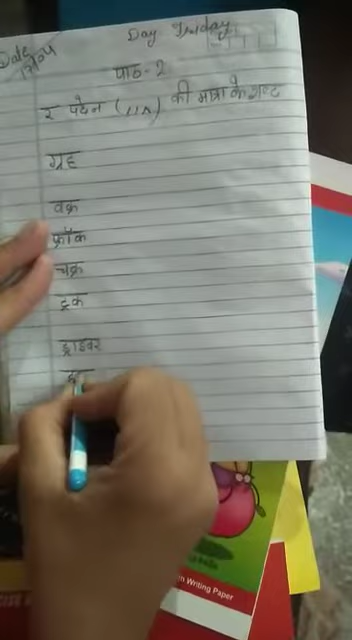 Day Friday
Date
पाठ-2
र पदेन (ˏ,^) की मात्रा के शब्द
ग्रह
वक्र
फ्रॉक
चक्र
ट्रक
ड्राइवर
m Writing Paper